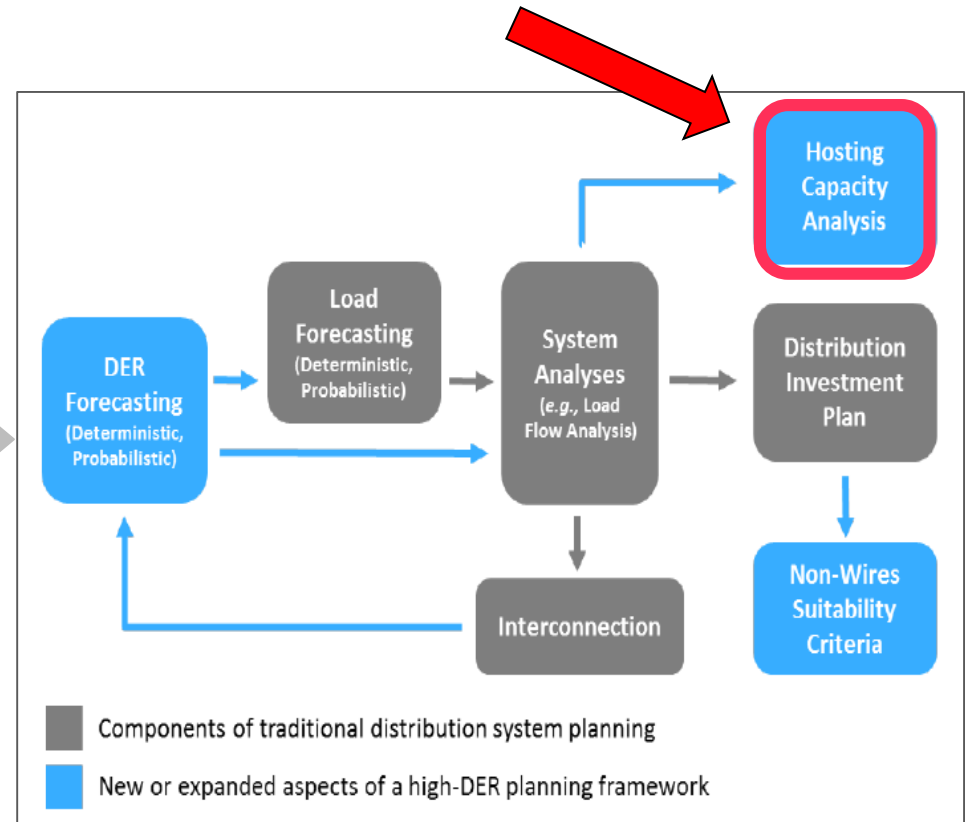 Hosting
Capacity
Analysis
Load
Forecasting
(Deterministic,
Probabilistic)
System
Analyses
(e.g., Load
Flow Analysis)
Distribution
Investment
Plan
DER
Forecasting
(Deterministic,
Probabilistic)
Interconnection
Non-Wires
Suitability
Criteria
Components of traditional distribution system planning
New or expanded aspects of a high-DER planning framework